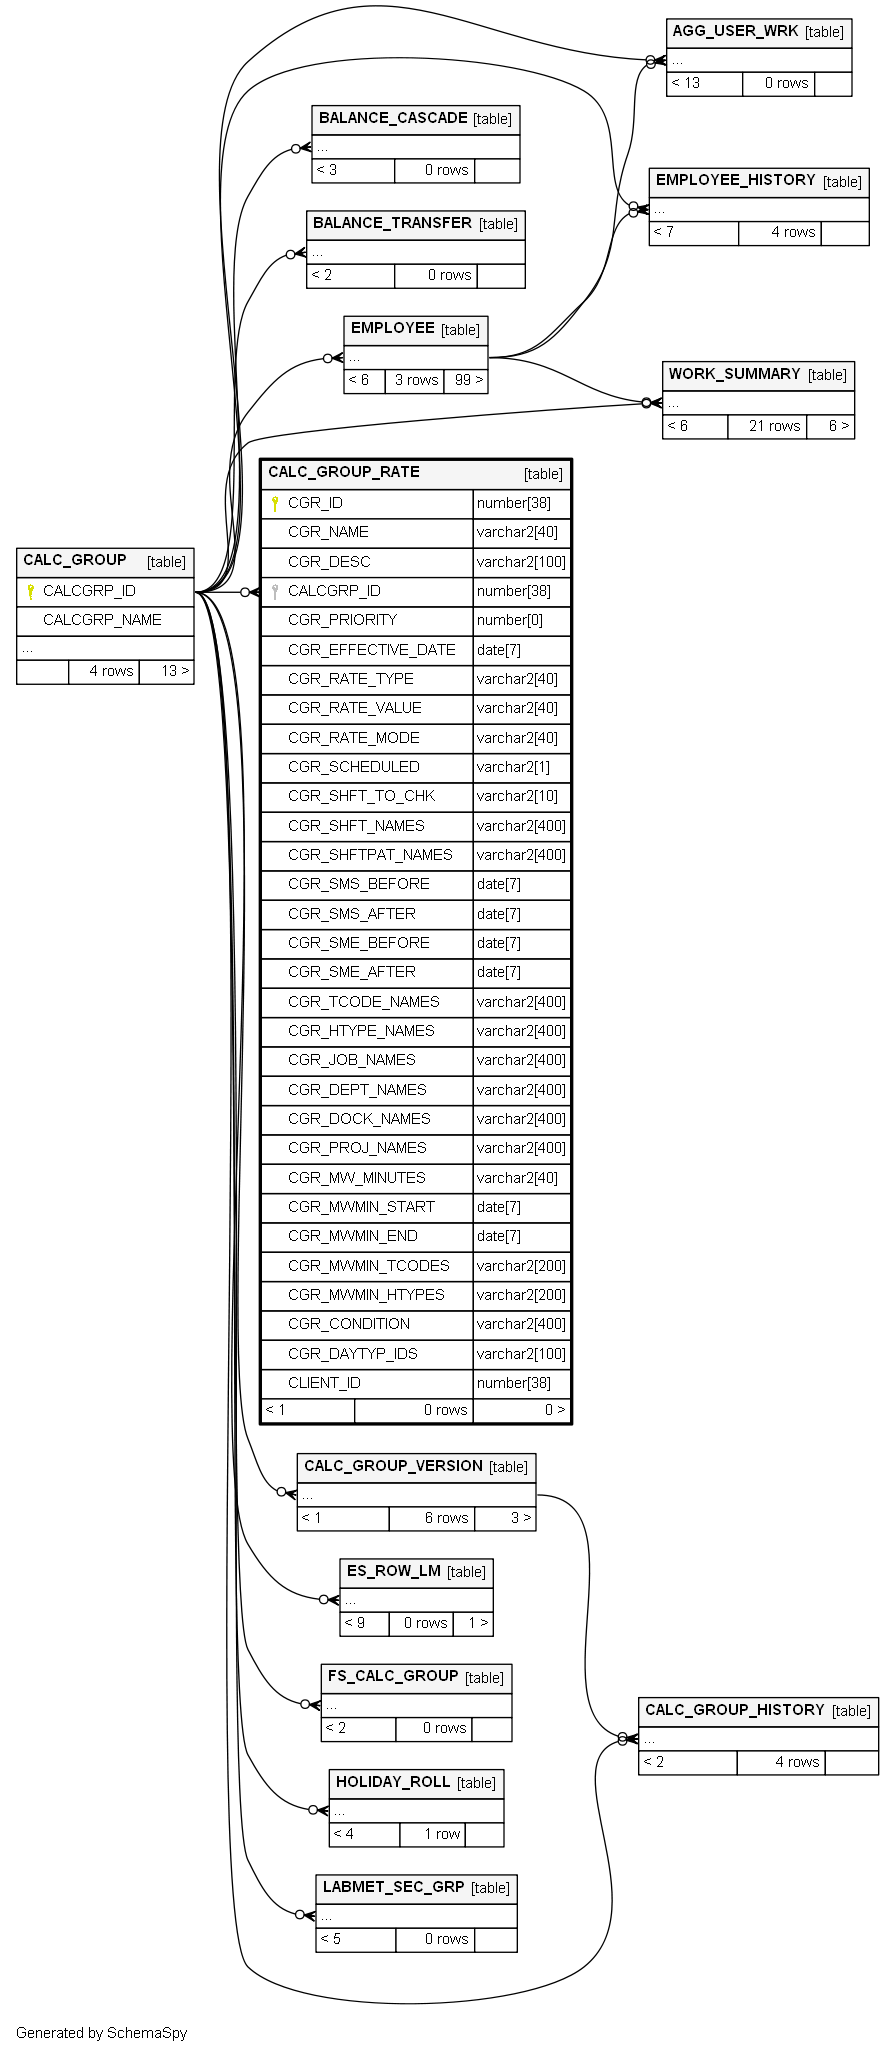 AGG_USER_WRK [table]
...
< 13 0 rows
BALANCE_CASCADE [table]
...
< 3 0 rows
EMPLOYEE_HISTORY [table]
...
< 7 4 rows
BALANCE_TRANSFER [table]
...
< 2 0 rows
EMPLOYEE [table]
...
< 6 3 rows 99 >
WORK_SUMMARY [table]
...
< 6 21 rows 6 >
CALC_GROUP [table]
CALCGRP_ID
CALCGRP_NAME
...
4 rows 13 >
CALC_GROUP_RATE [table]
CGR_ID number[38]
CGR_NAME varchar2[40]
CGR_DESC varchar2[100]
CALCGRP_ID number[38]
CGR_PRIORITY number[0]
CGR_EFFECTIVE_DATE date[7]
CGR_RATE_TYPE varchar2[40]
CGR_RATE_VALUE varchar2[40]
CGR_RATE_MODE varchar2[40]
CGR_SCHEDULED varchar2[1]
CGR_SHFT_TO_CHK varchar2[10]
CGR_SHFT_NAMES varchar2[400]
CGR_SHFTPAT_NAMES varchar2[400]
CGR_SMS_BEFORE date[7]
CGR_SMS_AFTER date[7]
CGR_SME_BEFORE date[7]
CGR_SME_AFTER date[7]
CGR_TCODE_NAMES varchar2[400]
CGR_HTYPE_NAMES varchar2[400]
CGR_JOB_NAMES varchar2[400]
CGR_DEPT_NAMES varchar2[400]
CGR_DOCK_NAMES varchar2[400]
CGR_PROJ_NAMES varchar2[400]
CGR_MW_MINUTES varchar2[40]
CGR_MWMIN_START date[7]
CGR_MWMIN_END date[7]
CGR_MWMIN_TCODES varchar2[200]
CGR_MWMIN_HTYPES varchar2[200]
CGR_CONDITION varchar2[400]
CGR_DAYTYP_IDS varchar2[100]
CLIENT_ID number[38]
< 1 0 rows 0 >
CALC_GROUP_VERSION [table]
...
< 1 6 rows 3 >
ES_ROW_LM [table]
...
< 9 0 rows 1 >
FS_CALC_GROUP [table]
...
< 2 0 rows
CALC_GROUP_HISTORY [table]
...
< 2 4 rows
HOLIDAY_ROLL [table]
...
< 4 1 row
LABMET_SEC_GRP [table]
...
< 5 0 rows
Generated by SchemaSpy